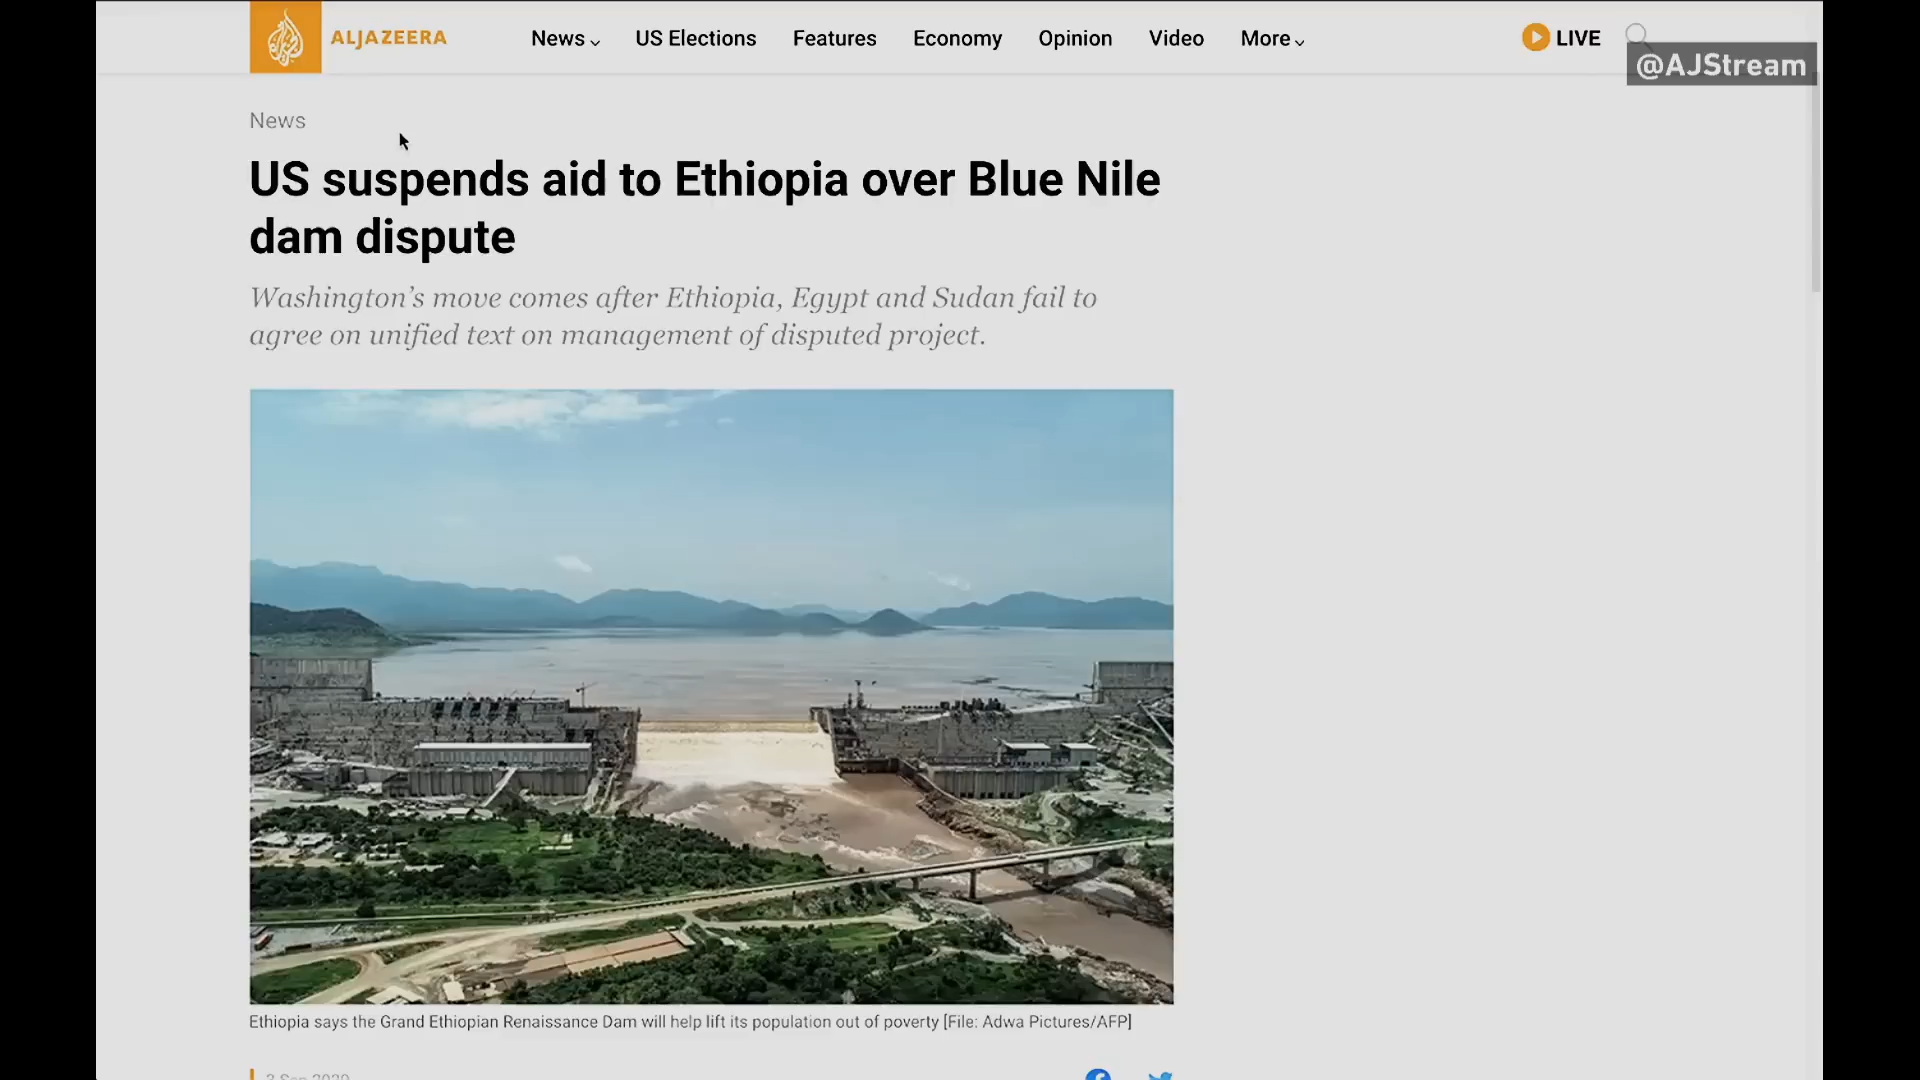 ALJAZEERA
News
US Elections
Features
Economy
Opinion
Video
More
LIVE
@AJStream
News
US suspends aid to Ethiopia over Blue Nile
dam dispute
Washington’s move comes after Ethiopia, Egypt and Sudan fail to
agree on unified text on management of disputed project.
Ethiopia says the Grand Ethiopian Renaissance Dam will help lift its population out of poverty [File: Adwa Pictures/AFP]
3 Sep 2020